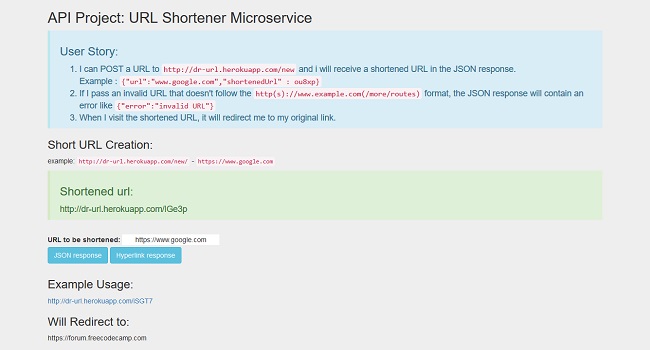 API Project: URL Shortener Microservice
User Story:
1. I can POST a URL to http://dr-url.herokuapp.com/new and i will receive a shortened URL in the JSON response.
Example : {"url":"www.google.com","shortenedUrl" : ou8xp}
2. If I pass an invalid URL that doesn't follow the http(s)://www.example.com(/more/routes) format, the JSON response will contain an
error like {"error":"invalid URL"}
3. When I visit the shortened URL, it will redirect me to my original link.
Short URL Creation:
example: http://dr-url.herokuapp.com/new/ - https://www.google.com
Shortened url:
http://dr-url.herokuapp.com/IGe3p
URL to be shortened: https://www.google.com
JSON response Hyperlink response
Example Usage:
http://dr-url.herokuapp.com/iSGT7
Will Redirect to:
https://forum.freecodecamp.com